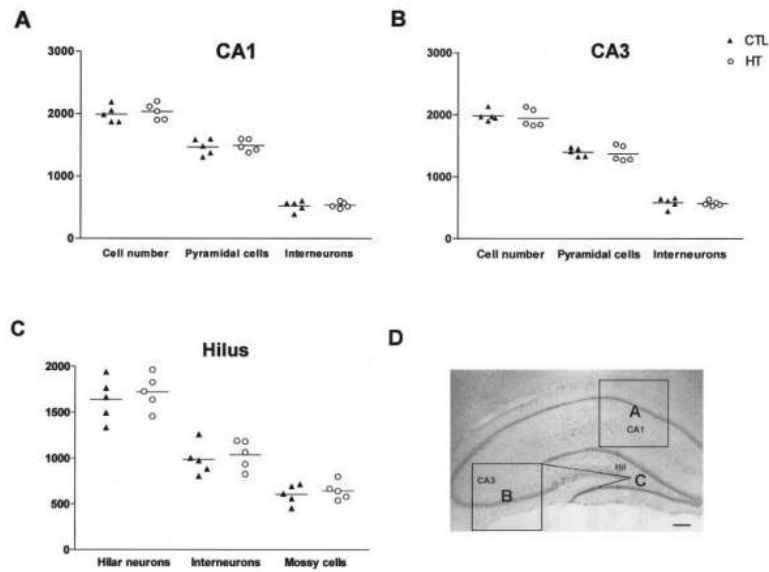 A
CA1
3000
2000
1000
0
Cell number Pyramidal cells Interneurons
B
CA3
CTL
HT
3000
2000
1000
0
Cell number Pyramidal cells Interneurons
C
Hilus
2000
1500
1000
500
0
Hilar neurons Interneurons Mossy cells
D
A
CA1
Hil
CA3
C
B